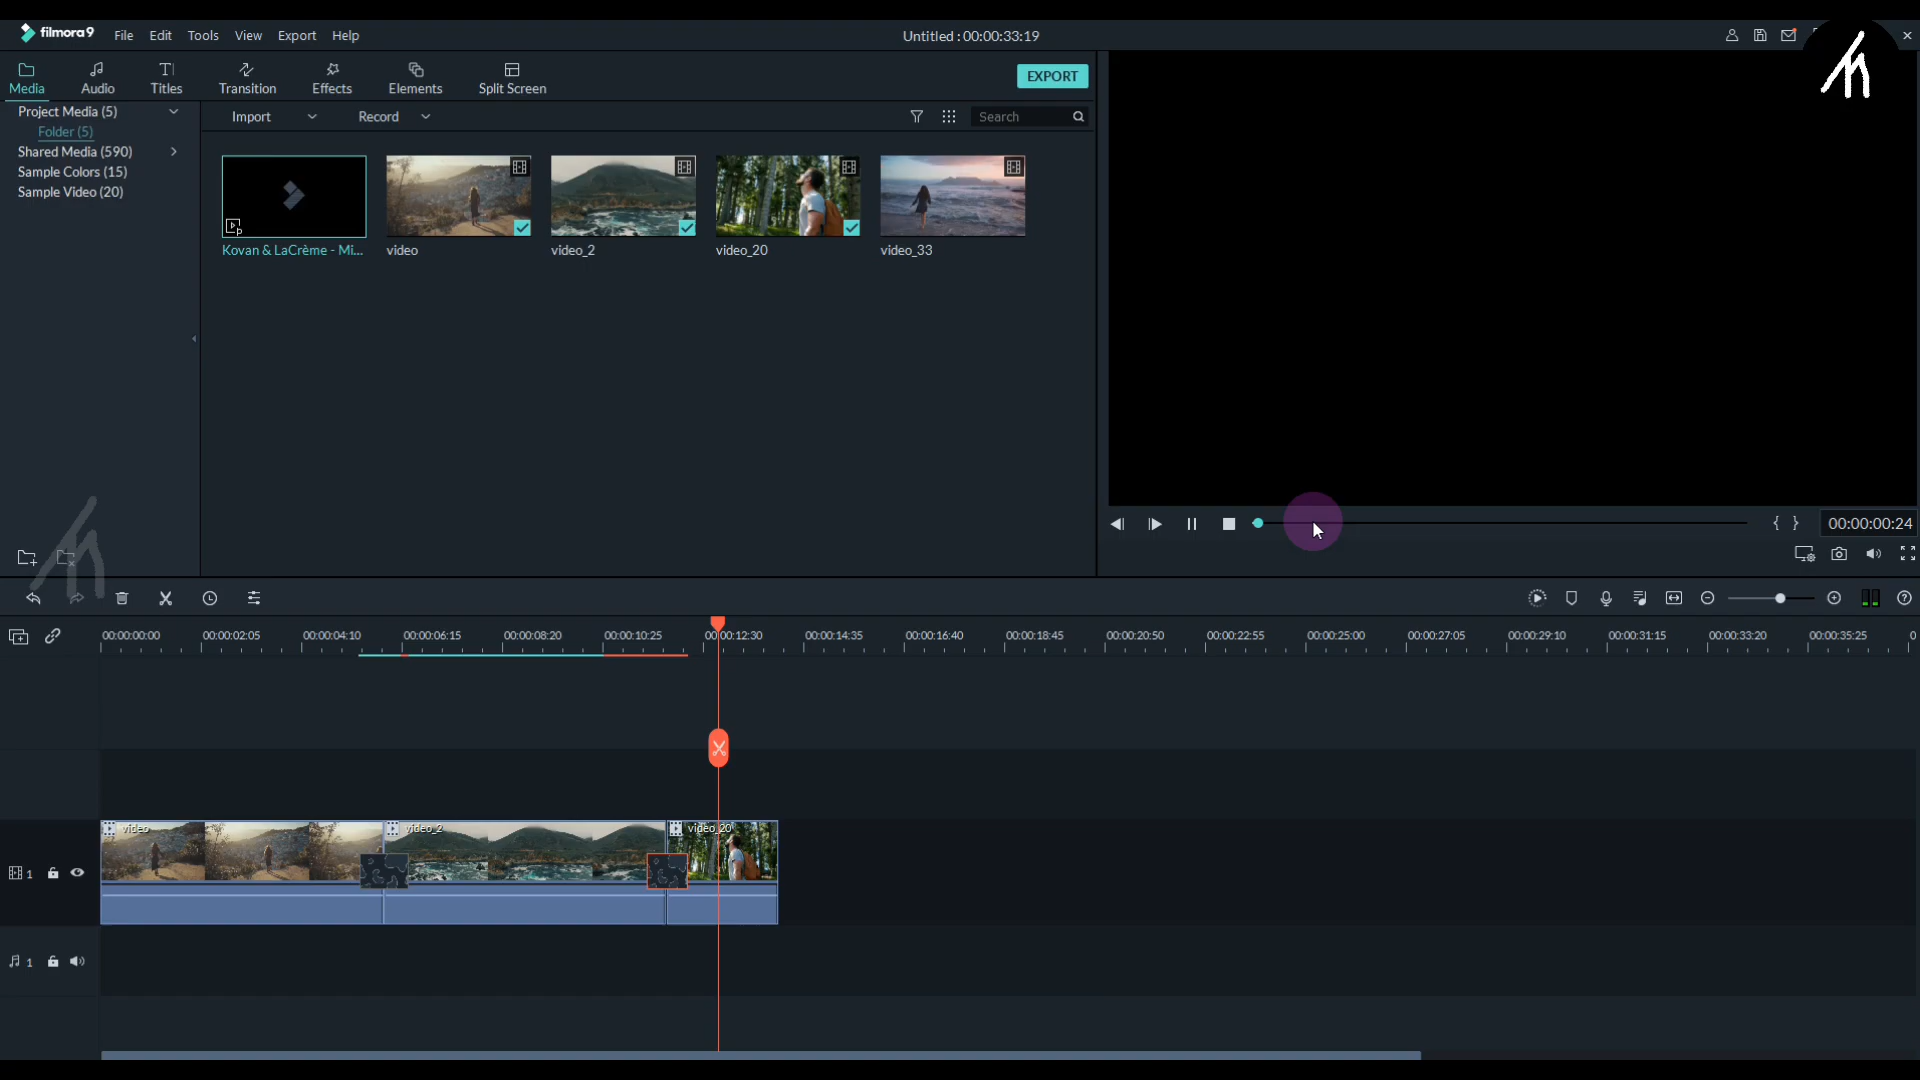 filmora9 File Edit Tools View Export Help Untitled : 00:00:33:19
Media Audio Titles Transition Effects Elements Split Screen EXPORT
Project Media (5)
Folder (5)
Shared Media (590)
Sample Colors (15)
Sample Video (20)
Import Record Search
Kovan & LaCrème - Mi... video video_2 video_20 video_33
{ } 00:00:00:24
00:00:00:00 00:00:02:05 00:00:04:10 00:00:06:15 00:00:08:20 00:00:10:25 00:00:12:30 00:00:14:35 00:00:16:40 00:00:18:45 00:00:20:50 00:00:22:55 00:00:25:00 00:00:27:05 00:00:29:10 00:00:31:15 00:00:33:20 00:00:35:25 0
video video_2 video_20
1
1